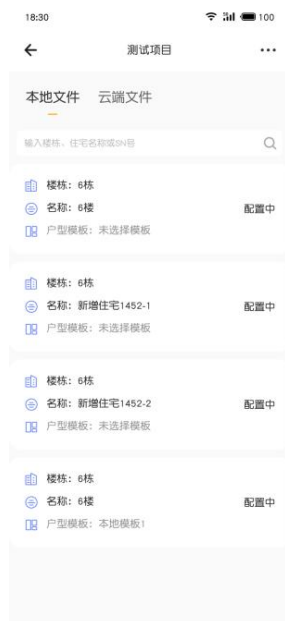 18:30
100
测试项目
本地文件 云端文件
输入楼栋、住宅名称或SN号
楼栋：6栋
名称：6楼
配置中
户型模板：未选择模板
楼栋：6栋
名称：新增住宅1452-1
配置中
户型模板：未选择模板
楼栋：6栋
名称：新增住宅1452-2
配置中
户型模板：未选择模板
楼栋：6栋
名称：6楼
配置中
户型模板：本地模板1